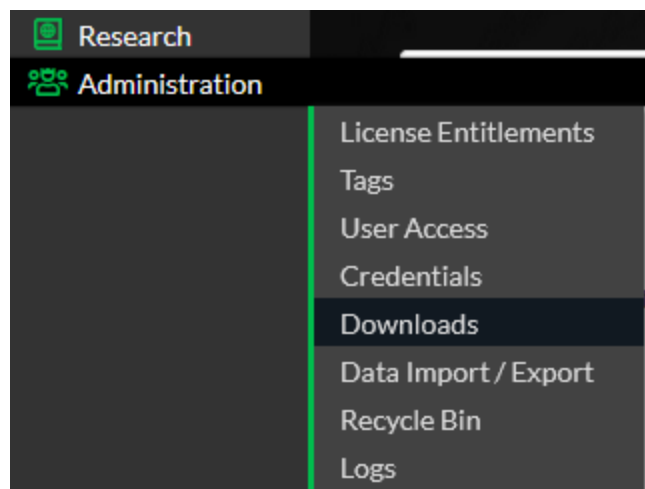 Research
Administration
License Entitlements
Tags
User Access
Credentials
Downloads
Data Import / Export
Recycle Bin
Logs